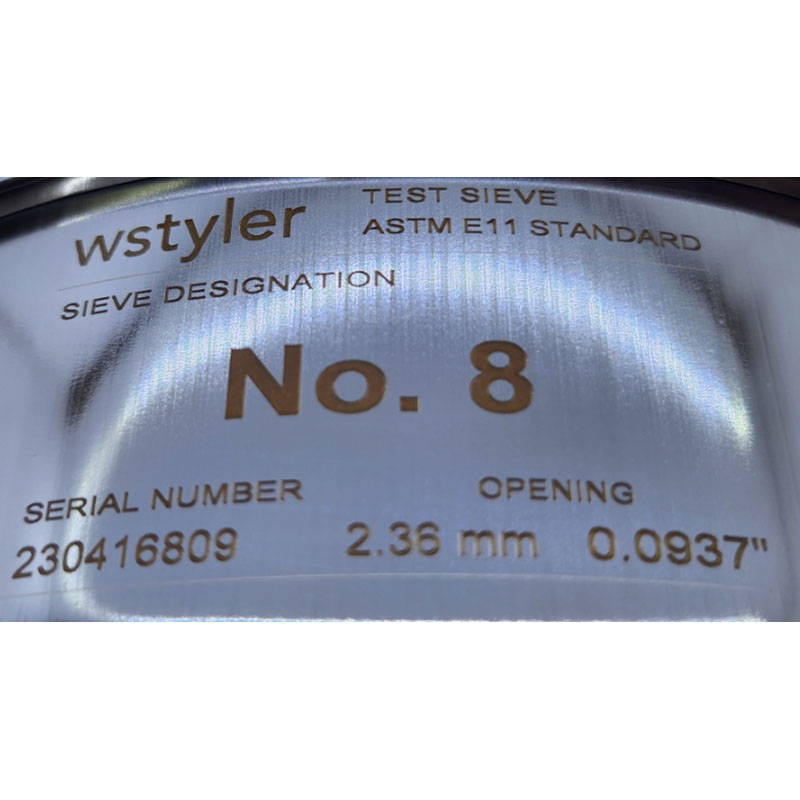 wstyler
TEST SIEVE
ASTM E11 STANDARD
SIEVE DESIGNATION
No. 8
SERIAL NUMBER
230416809
OPENING
2.36 mm 0.0937"